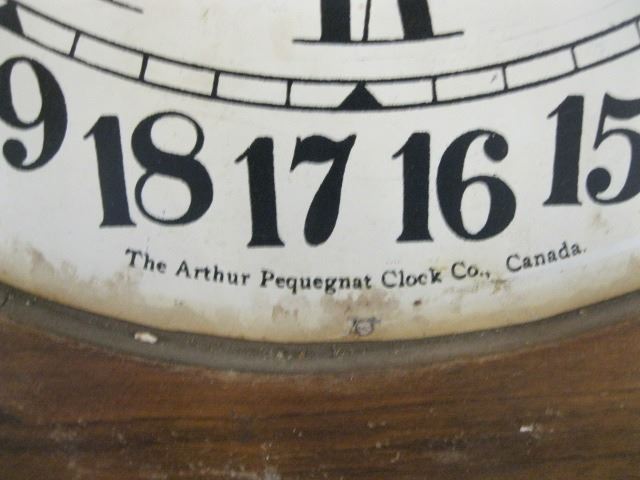 9 18 17 16 15
The Arthur Pequegnat Clock Co., Canada.